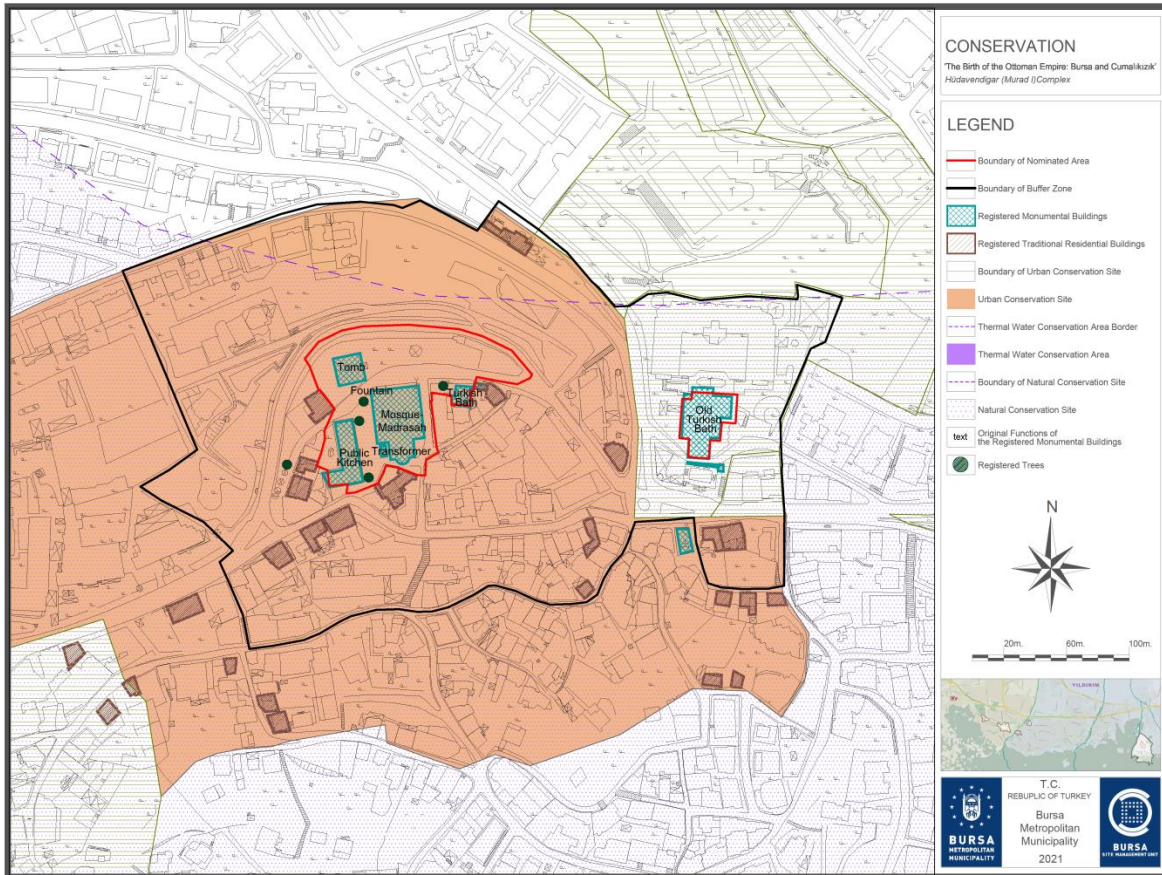 Tomb
Fountain
Mosque-
Madrasah
Turkish
Bath
Public
Kitchen
Transformer
Old
Turkish
Bath
CONSERVATION
'The Birth of the Ottoman Empire: Bursa and Cumalıkızık'
Hüdavendigar (Murad I)Complex
LEGEND
Boundary of Nominated Area
Boundary of Buffer Zone
Registered Monumental Buildings
Registered Traditional Residential Buildings
Boundary of Urban Conservation Site
Urban Conservation Site
Thermal Water Conservation Area Border
Thermal Water Conservation Area
Boundary of Natural Conservation Site
Natural Conservation Site
text
Original Functions of
the Registered Monumental Buildings
Registered Trees
N
20m. 60m. 100m.
YILDIRIM
BURSA
METROPOLITAN
MUNICIPALITY
T.C.
REBUPLIC OF TURKEY
Bursa
Metropolitan
Municipality
2021
BURSA
SITE MANAGEMENT UNIT